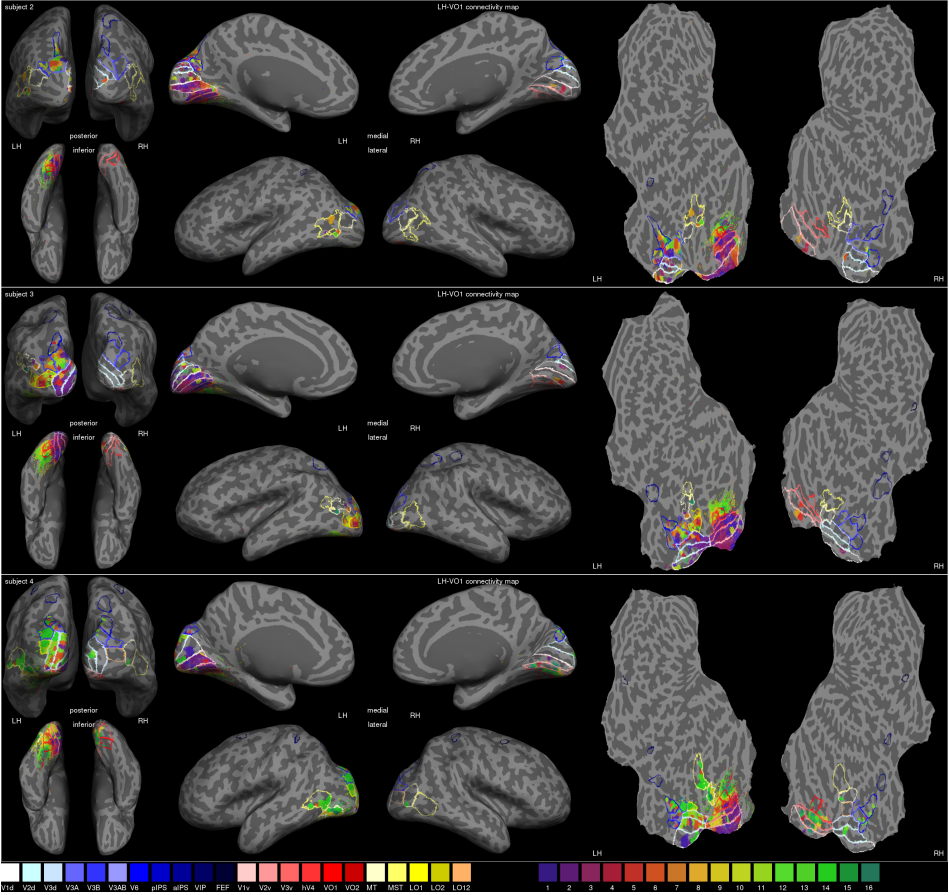 subject 2
LH-VO1 connectivity map
posterior
LH
inferior
RH
LH
medial
RH
lateral
LH
RH
subject 3
LH-VO1 connectivity map
posterior
LH
inferior
RH
LH
medial
RH
lateral
LH
RH
subject 4
LH-VO1 connectivity map
posterior
LH
inferior
RH
LH
medial
RH
lateral
LH
RH
V1d V2d V3d V3A V3B V3AB V6 pIPS aIPS VIP FEF V1v V2v V3v hV4 VO1 VO2 MT MST LO1 LO2 LO12 1 2 3 4 5 6 7 8 9 10 11 12 13 14 15 16